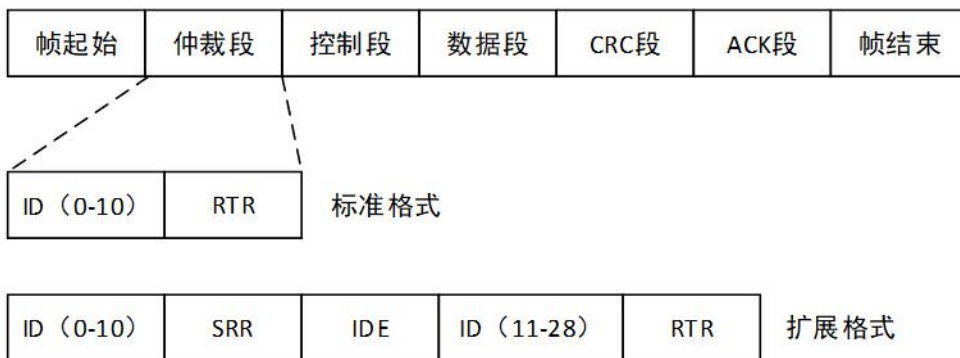 帧起始 仲裁段 控制段 数据段 CRC段 ACK段 帧结束
ID（0-10） RTR 标准格式
ID（0-10） SRR IDE ID（11-28） RTR 扩展格式